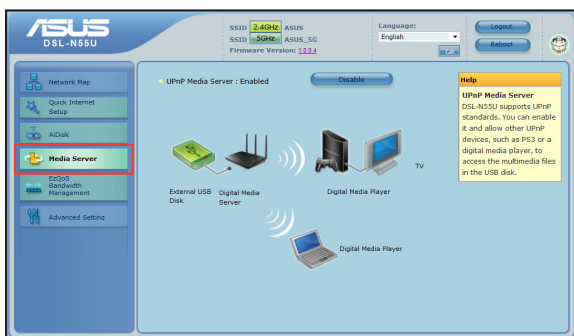 ASUS
DSL-N55U
SSID 2.4GHz ASUS
SSID 5GHz ASUS_5G
Firmware Version: 1.0.0.4
Language:
English
Logout
Reboot
Network Map
Quick Internet
Setup
AiDisk
Media Server
EzQoS
Bandwidth
Management
Advanced Setting
UPnP Media Server : Enabled
Disable
External USB
Disk
Digital Media
Server
Digital Media Player
TV
Digital Media Player
Help
UPnP Media Server
DSL-N55U supports UPnP
standards. You can enable
it and allow other UPnP
devices, such as PS3 or a
digital media player, to
access the multimedia files
in the USB disk.